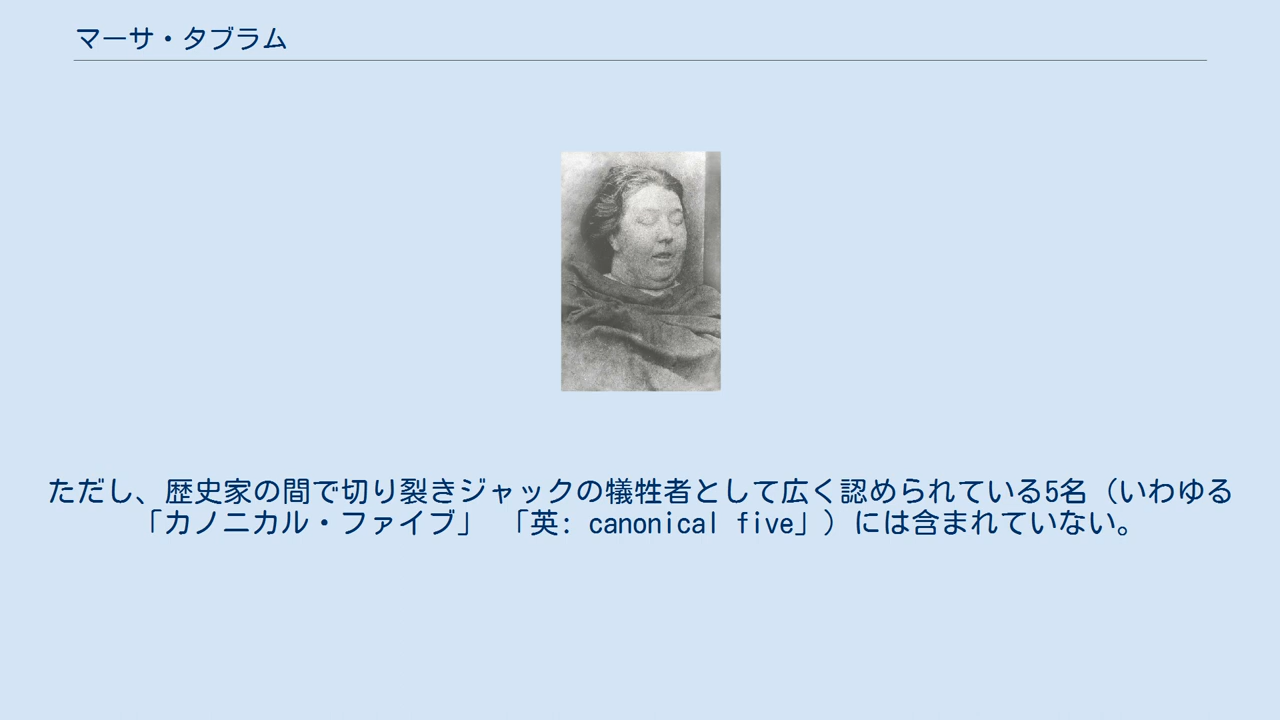 マーサ・タブラム
ただし、歴史家の間で切り裂きジャックの犠牲者として広く認められている5名（いわゆる
「カノニカル・ファイブ」 「英: canonical five」）には含まれていない。